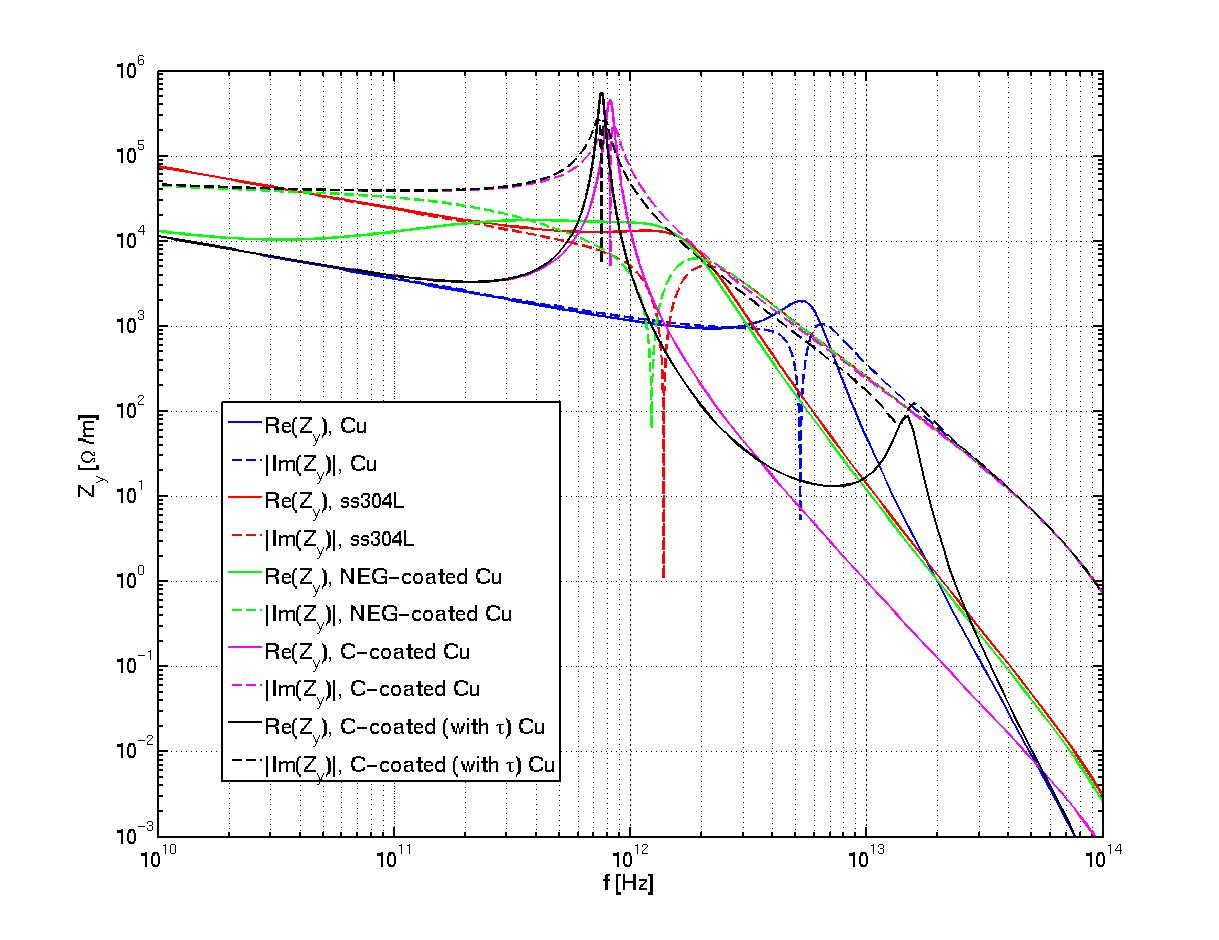 10^6
10^5
10^4
10^3
10^2
10^1
10^0
10^−1
10^−2
10^−3
Z_y [Ω /m]
Re(Z_y), Cu
|Im(Z_y)|, Cu
Re(Z_y), ss304L
|Im(Z_y)|, ss304L
Re(Z_y), NEG−coated Cu
|Im(Z_y)|, NEG−coated Cu
Re(Z_y), C−coated Cu
|Im(Z_y)|, C−coated Cu
Re(Z_y), C−coated (with τ) Cu
|Im(Z_y)|, C−coated (with τ) Cu
10^10 10^11 10^12 10^13 10^14
f [Hz]